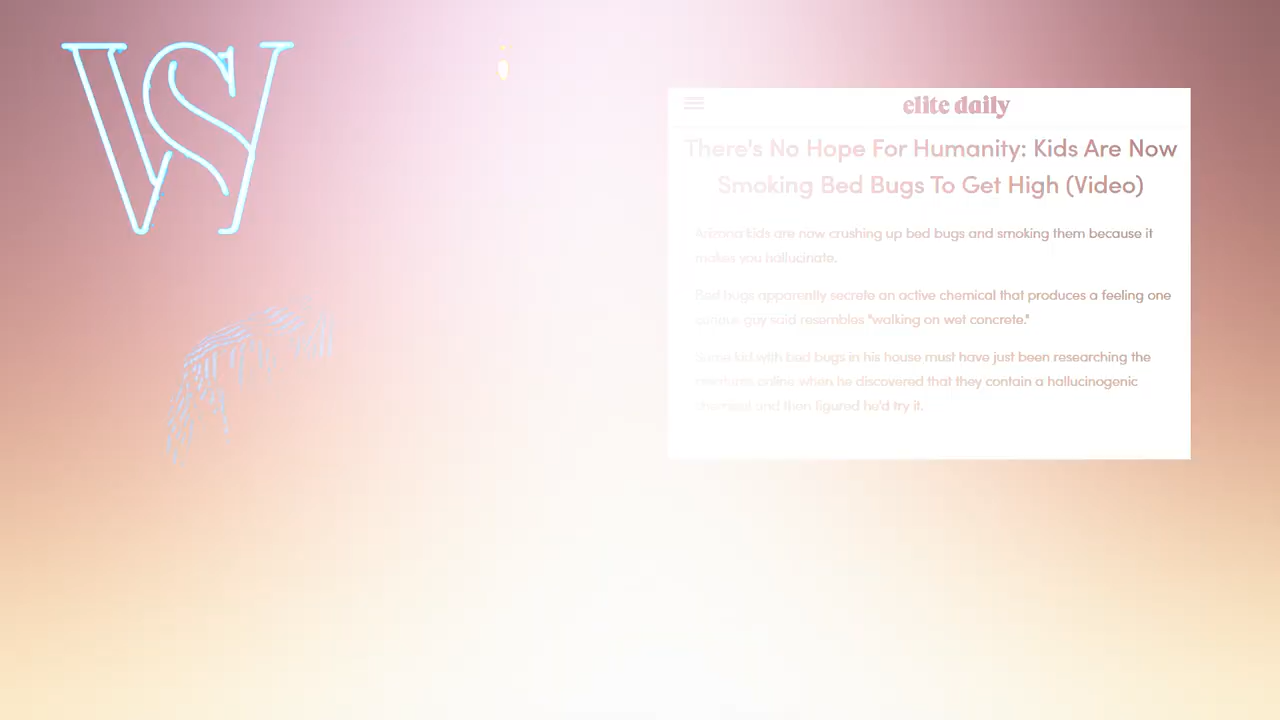 WS
elite daily
There's No Hope For Humanity: Kids Are Now
Smoking Bed Bugs To Get High (Video)
Arizona kids are now crushing up bed bugs and smoking them because it
makes you hallucinate.
Bed bugs apparently secrete an active chemical that produces a feeling one
unique guy said resembles "walking on wet concrete."
Some kid with bed bugs in his house must have just been researching the
creatures online when he discovered that they contain a hallucinogenic
chemical and then figured he'd try it.